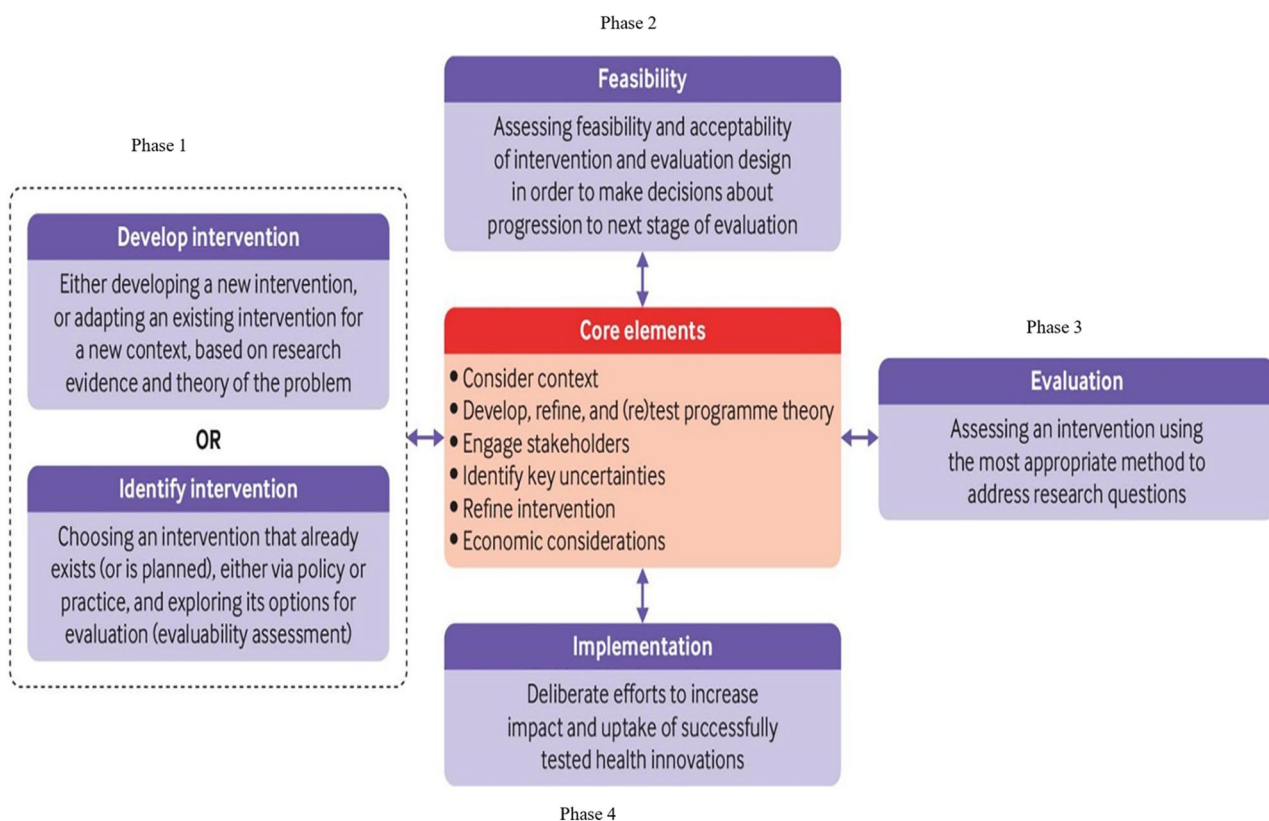 Phase 2
Feasibility
Assessing feasibility and acceptability
of intervention and evaluation design
in order to make decisions about
progression to next stage of evaluation
Phase 1
Develop intervention
Either developing a new intervention,
or adapting an existing intervention for
a new context, based on research
evidence and theory of the problem
OR
Identify intervention
Choosing an intervention that already
exists (or is planned), either via policy or
practice, and exploring its options for
evaluation (evaluability assessment)
Core elements
• Consider context
• Develop, refine, and (re)test programme theory
• Engage stakeholders
• Identify key uncertainties
• Refine intervention
• Economic considerations
Phase 3
Evaluation
Assessing an intervention using
the most appropriate method to
address research questions
Implementation
Deliberate efforts to increase
impact and uptake of successfully
tested health innovations
Phase 4